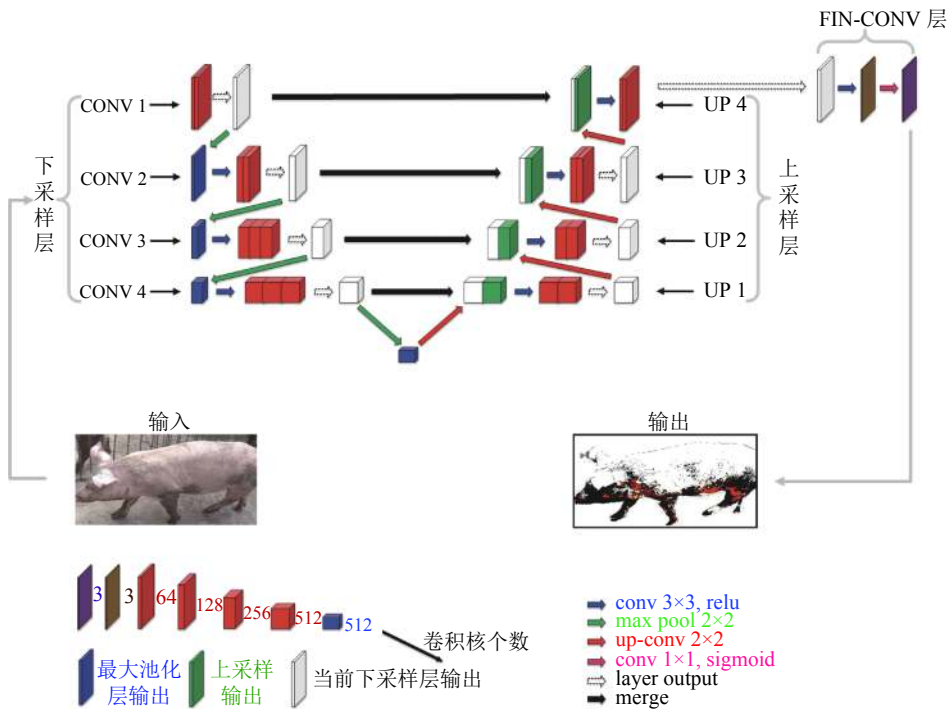 FIN-CONV 层
CONV 1
UP 4
下采样层
CONV 2
UP 3
上采样层
CONV 3
UP 2
CONV 4
UP 1
输入
输出
3
3
64
128
256
512
512
卷积核个数
最大池化
层输出
上采样
输出
当前下采样层输出
conv 3×3, relu
max pool 2×2
up-conv 2×2
conv 1×1, sigmoid
layer output
merge